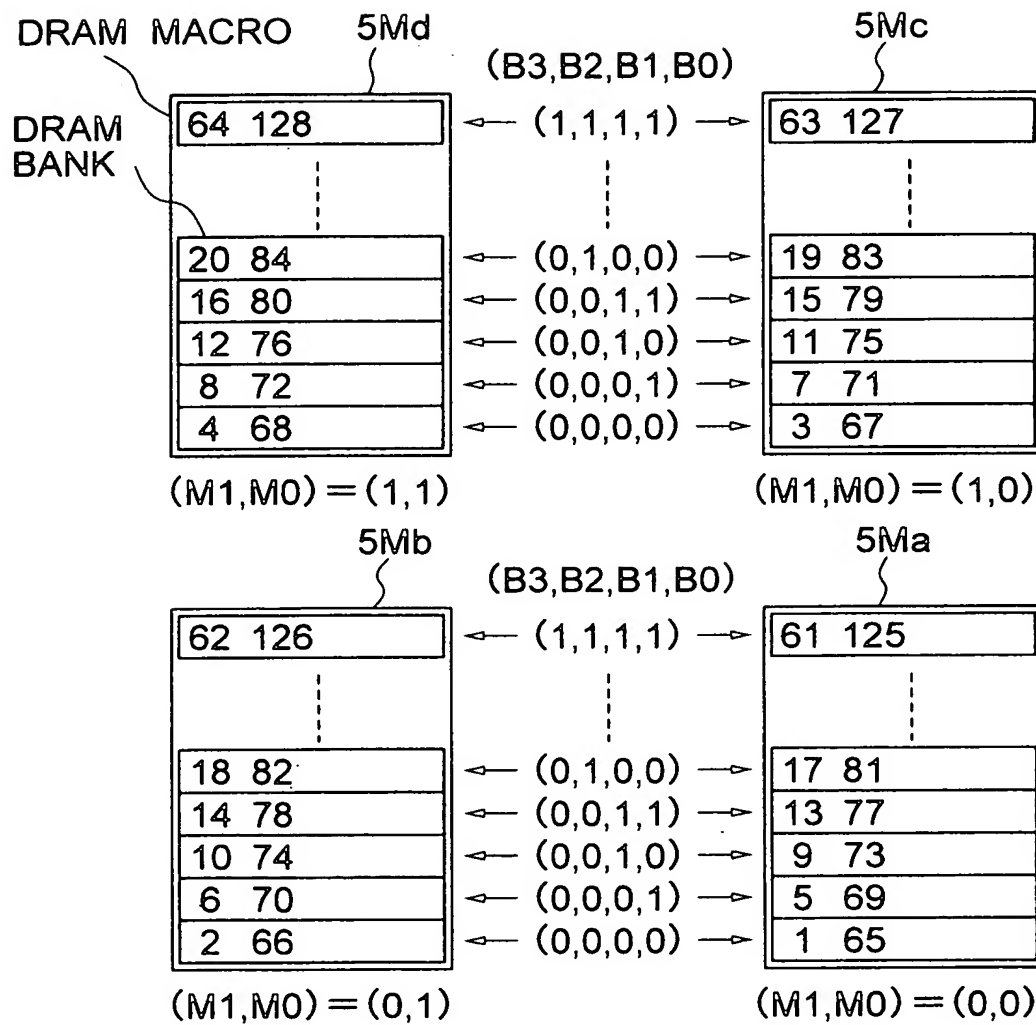 DRAM MACRO
5Md
5Mc
(B3,B2,B1,B0)
DRAM
BANK
64 128
(1,1,1,1)
63 127
20 84
(0,1,0,0)
19 83
16 80
(0,0,1,1)
15 79
12 76
(0,0,1,0)
11 75
8 72
(0,0,0,1)
7 71
4 68
(0,0,0,0)
3 67
(M1,M0)=(1,1)
(M1,M0)=(1,0)
5Mb
5Ma
(B3,B2,B1,B0)
62 126
(1,1,1,1)
61 125
18 82
(0,1,0,0)
17 81
14 78
(0,0,1,1)
13 77
10 74
(0,0,1,0)
9 73
6 70
(0,0,0,1)
5 69
2 66
(0,0,0,0)
1 65
(M1,M0)=(0,1)
(M1,M0)=(0,0)